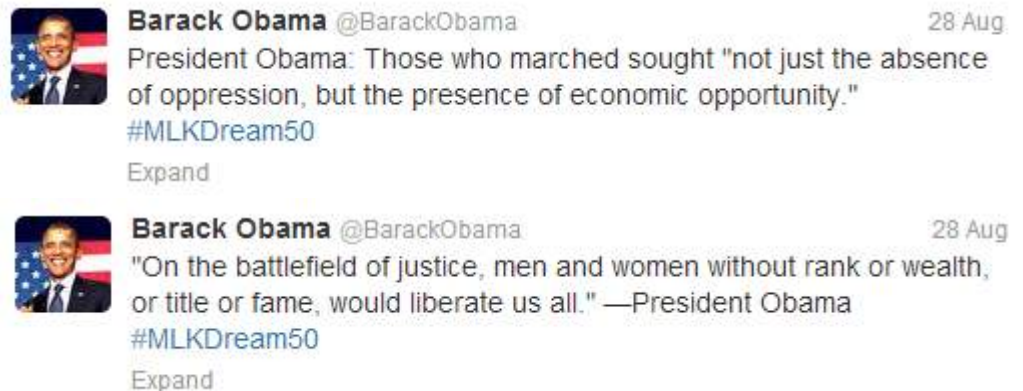 Barack Obama @BarackObama 28 Aug
President Obama: Those who marched sought "not just the absence
of oppression, but the presence of economic opportunity."
#MLKDream50
Expand
Barack Obama @BarackObama 28 Aug
"On the battlefield of justice, men and women without rank or wealth,
or title or fame, would liberate us all." —President Obama
#MLKDream50
Expand